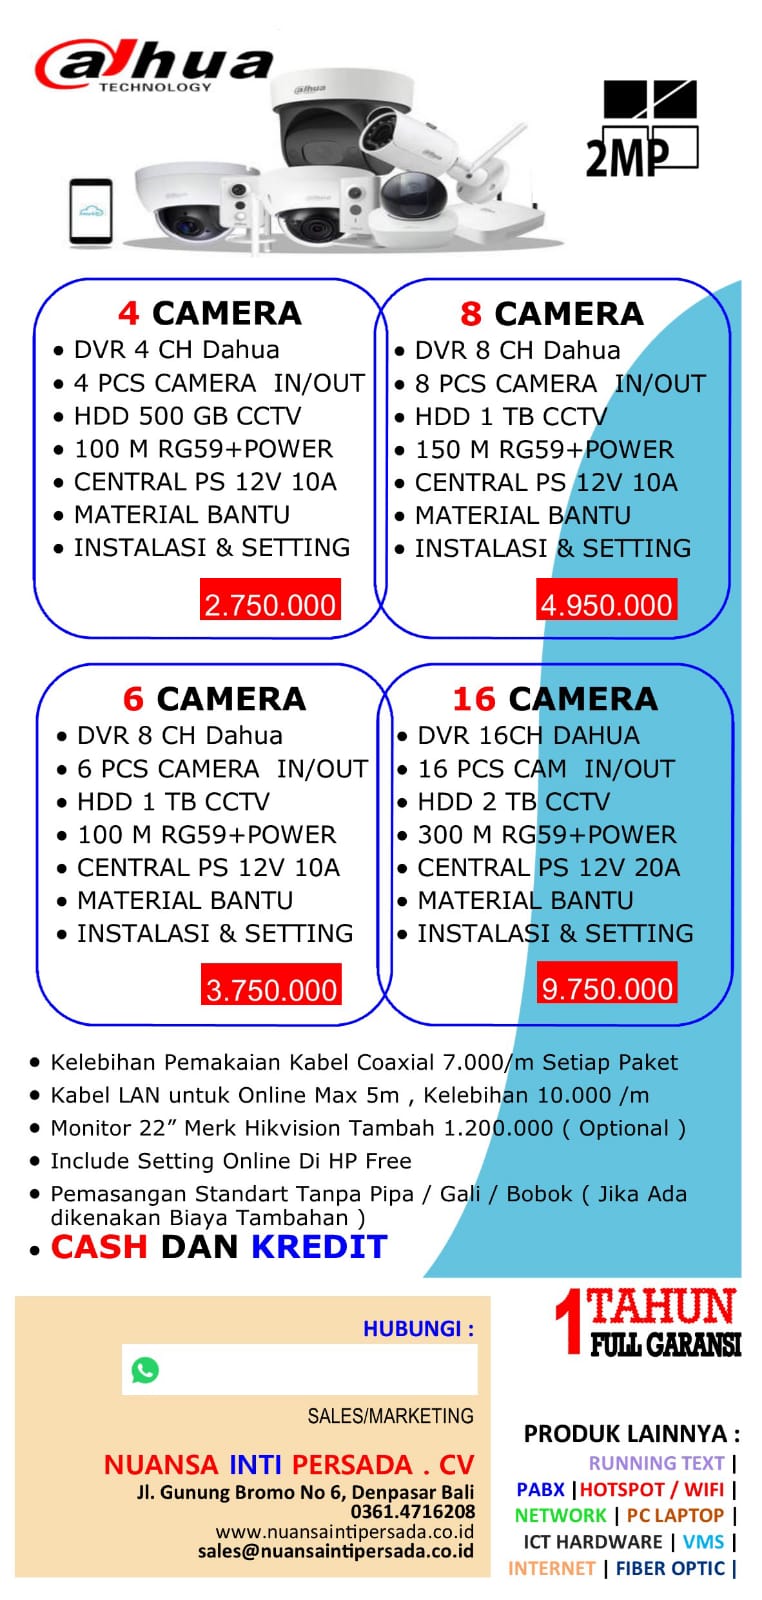 alhua
TECHNOLOGY
alhua
2MP
4 CAMERA
• DVR 4 CH Dahua
• 4 PCS CAMERA IN/OUT
• HDD 500 GB CCTV
• 100 M RG59+POWER
• CENTRAL PS 12V 10A
• MATERIAL BANTU
• INSTALASI & SETTING
2.750.000
8 CAMERA
• DVR 8 CH Dahua
• 8 PCS CAMERA IN/OUT
• HDD 1 TB CCTV
• 150 M RG59+POWER
• CENTRAL PS 12V 10A
• MATERIAL BANTU
• INSTALASI & SETTING
4.950.000
6 CAMERA
• DVR 8 CH Dahua
• 6 PCS CAMERA IN/OUT
• HDD 1 TB CCTV
• 100 M RG59+POWER
• CENTRAL PS 12V 10A
• MATERIAL BANTU
• INSTALASI & SETTING
3.750.000
16 CAMERA
• DVR 16CH DAHUA
• 16 PCS CAM IN/OUT
• HDD 2 TB CCTV
• 300 M RG59+POWER
• CENTRAL PS 12V 20A
• MATERIAL BANTU
• INSTALASI & SETTING
9.750.000
• Kelebihan Pemakaian Kabel Coaxial 7.000/m Setiap Paket
• Kabel LAN untuk Online Max 5m , Kelebihan 10.000 /m
• Monitor 22” Merk Hikvision Tambah 1.200.000 ( Optional )
• Include Setting Online Di HP Free
• Pemasangan Standart Tanpa Pipa / Gali / Bobok ( Jika Ada
dikenakan Biaya Tambahan )
• CASH DAN KREDIT
1 TAHUN
FULL GARANSI
HUBUNGI :
SALES/MARKETING
NUANSA INTI PERSADA . CV
Jl. Gunung Bromo No 6, Denpasar Bali
0361.4716208
www.nuansaintipersada.co.id
sales@nuansaintipersada.co.id
PRODUK LAINNYA :
RUNNING TEXT |
PABX |HOTSPOT / WIFI |
NETWORK | PC LAPTOP |
ICT HARDWARE | VMS |
INTERNET | FIBER OPTIC |